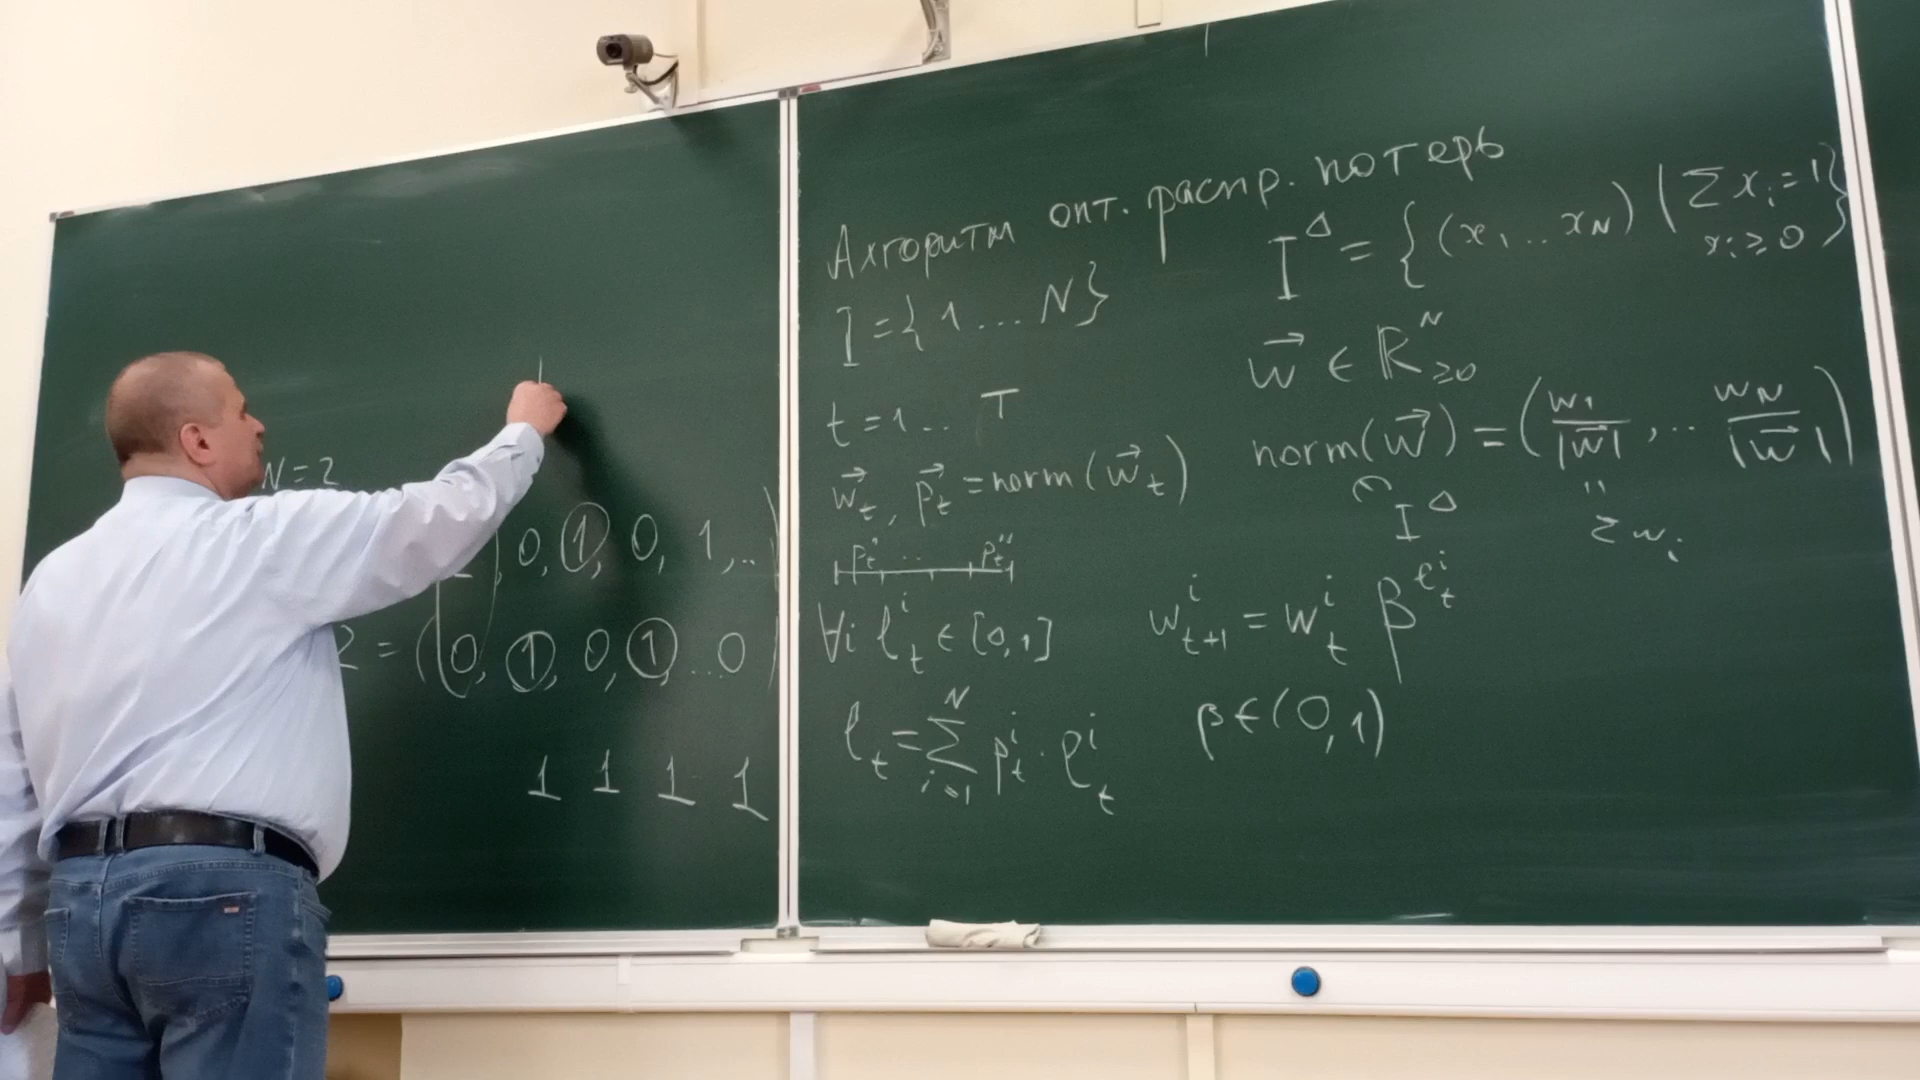 N=2
0, 1, 0, 1, ..)
2 = (0, 1, 0, 1, ... 0)
1 1 1 1
Алгоритм опт. распр. потерь
I = {1 ... N}
t = 1 ... T
w⃗_t, p⃗_t = norm(w⃗_t)
∀i l_t^i ∈ [0,1]
l_t = ∑_{i=1}^N p_t^i · l_t^i
I^Δ = {(x_1 ... x_N) | ∑x_i = 1, x_i ≥ 0}
w⃗ ∈ ℝ^N_{≥0}
norm(w⃗) = (w_1/|w⃗|, ... w_N/|w⃗|)
I^Δ
"
Σ w_i
w_{t+1}^i = w_t^i β^{l_t^i}
β ∈ (0,1)